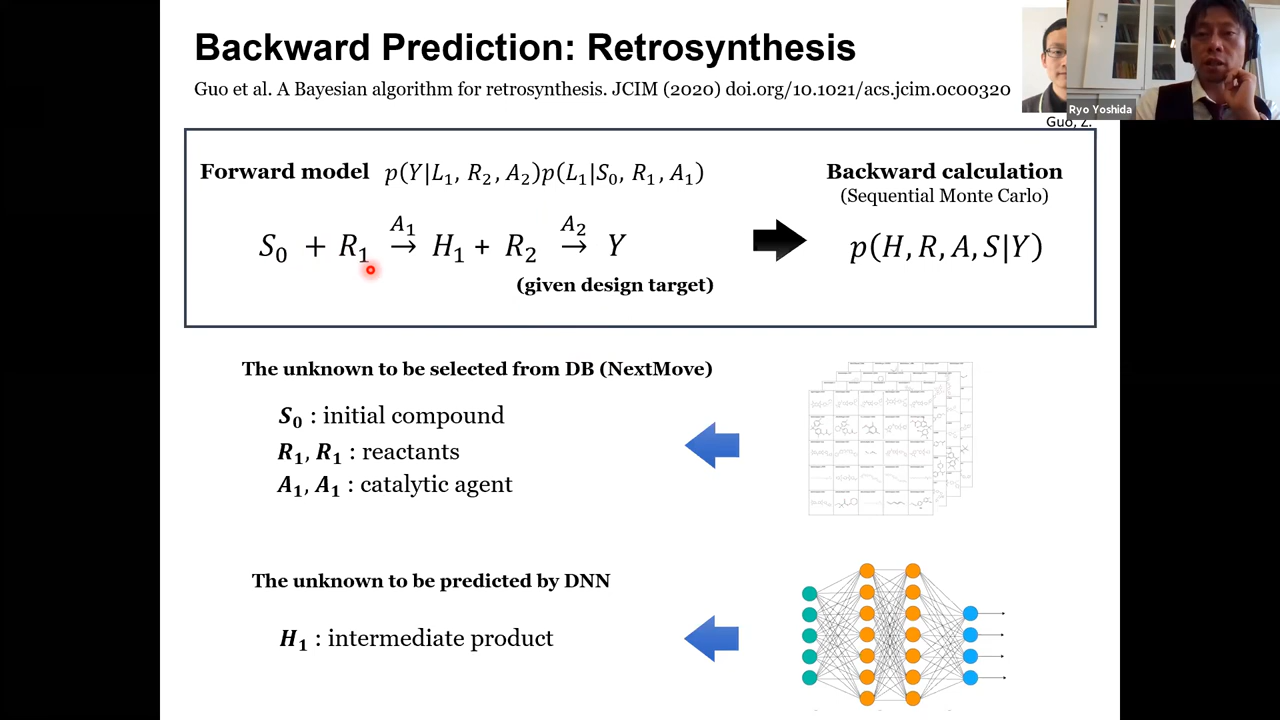 Backward Prediction: Retrosynthesis
Guo et al. A Bayesian algorithm for retrosynthesis. JCIM (2020) doi.org/10.1021/acs.jcim.0c00320
Ryo Yoshida
Guo, Z.
Forward model p(Y|L₁, R₂, A₂)p(L₁|S₀, R₁, A₁)
Backward calculation
(Sequential Monte Carlo)
A₁ A₂
S₀ + R₁ → H₁ + R₂ → Y
p(H, R, A, S|Y)
(given design target)
The unknown to be selected from DB (NextMove)
S₀ : initial compound
R₁, R₁ : reactants
A₁, A₁ : catalytic agent
The unknown to be predicted by DNN
H₁ : intermediate product